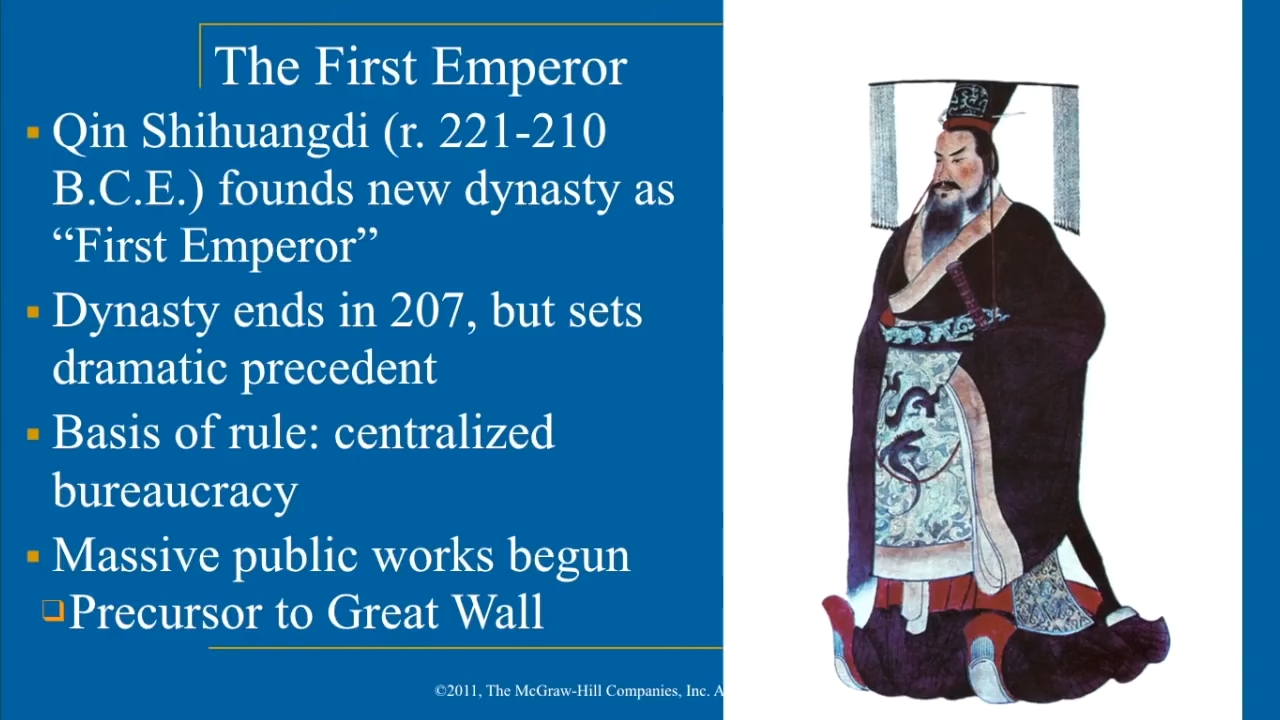 The First Emperor
Qin Shihuangdi (r. 221-210
B.C.E.) founds new dynasty as
“First Emperor”
Dynasty ends in 207, but sets
dramatic precedent
Basis of rule: centralized
bureaucracy
Massive public works begun
Precursor to Great Wall
©2011, The McGraw-Hill Companies, Inc. A